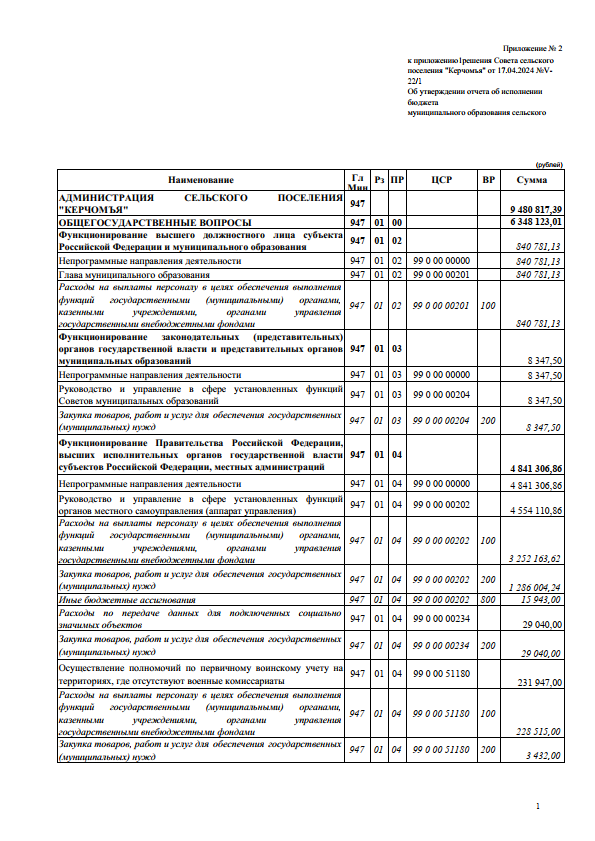 Приложение № 2
к приложению1решения Совета сельского
поселения "Керчомъя" от 17.04.2024 №V-
22/1
Об утверждении отчета об исполнении
бюджета
муниципального образования сельского
(рублей)
Наименование Гл Мин Рз ПР ЦСР ВР Сумма
АДМИНИСТРАЦИЯ СЕЛЬСКОГО ПОСЕЛЕНИЯ
"КЕРЧОМЪЯ" 947 9 480 817,39
ОБЩЕГОСУДАРСТВЕННЫЕ ВОПРОСЫ 947 01 00 6 348 123,01
Функционирование высшего должностного лица субъекта
Российской Федерации и муниципального образования 947 01 02 840 781,13
Непрограммные направления деятельности 947 01 02 99 0 00 00000 840 781,13
Глава муниципального образования 947 01 02 99 0 00 00201 840 781,13
Расходы на выплаты персоналу в целях обеспечения выполнения
функций государственными (муниципальными) органами,
казенными учреждениями, органами управления
государственными внебюджетными фондами 947 01 02 99 0 00 00201 100 840 781,13
Функционирование законодательных (представительных)
органов государственной власти и представительных органов
муниципальных образований 947 01 03 8 347,50
Непрограммные направления деятельности 947 01 03 99 0 00 00000 8 347,50
Руководство и управление в сфере установленных функций
Советов муниципальных образований 947 01 03 99 0 00 00204 8 347,50
Закупка товаров, работ и услуг для обеспечения государственных
(муниципальных) нужд 947 01 03 99 0 00 00204 200 8 347,50
Функционирование Правительства Российской Федерации,
высших исполнительных органов государственной власти
субъектов Российской Федерации, местных администраций 947 01 04 4 841 306,86
Непрограммные направления деятельности 947 01 04 99 0 00 00000 4 841 306,86
Руководство и управление в сфере установленных функций
органов местного самоуправления (аппарат управления) 947 01 04 99 0 00 00202 4 554 110,86
Расходы на выплаты персоналу в целях обеспечения выполнения
функций государственными (муниципальными) органами,
казенными учреждениями, органами управления
государственными внебюджетными фондами 947 01 04 99 0 00 00202 100 3 252 163,62
Закупка товаров, работ и услуг для обеспечения государственных
(муниципальных) нужд 947 01 04 99 0 00 00202 200 1 286 004,24
Иные бюджетные ассигнования 947 01 04 99 0 00 00202 800 15 943,00
Расходы по передаче данных для подключенных социально
значимых объектов 947 01 04 99 0 00 00234 29 040,00
Закупка товаров, работ и услуг для обеспечения государственных
(муниципальных) нужд 947 01 04 99 0 00 00234 200 29 040,00
Осуществление полномочий по первичному воинскому учету на
территориях, где отсутствуют военные комиссариаты 947 01 04 99 0 00 51180 231 947,00
Расходы на выплаты персоналу в целях обеспечения выполнения
функций государственными (муниципальными) органами,
казенными учреждениями, органами управления
государственными внебюджетными фондами 947 01 04 99 0 00 51180 100 228 515,00
Закупка товаров, работ и услуг для обеспечения государственных
(муниципальных) нужд 947 01 04 99 0 00 51180 200 3 432,00
1